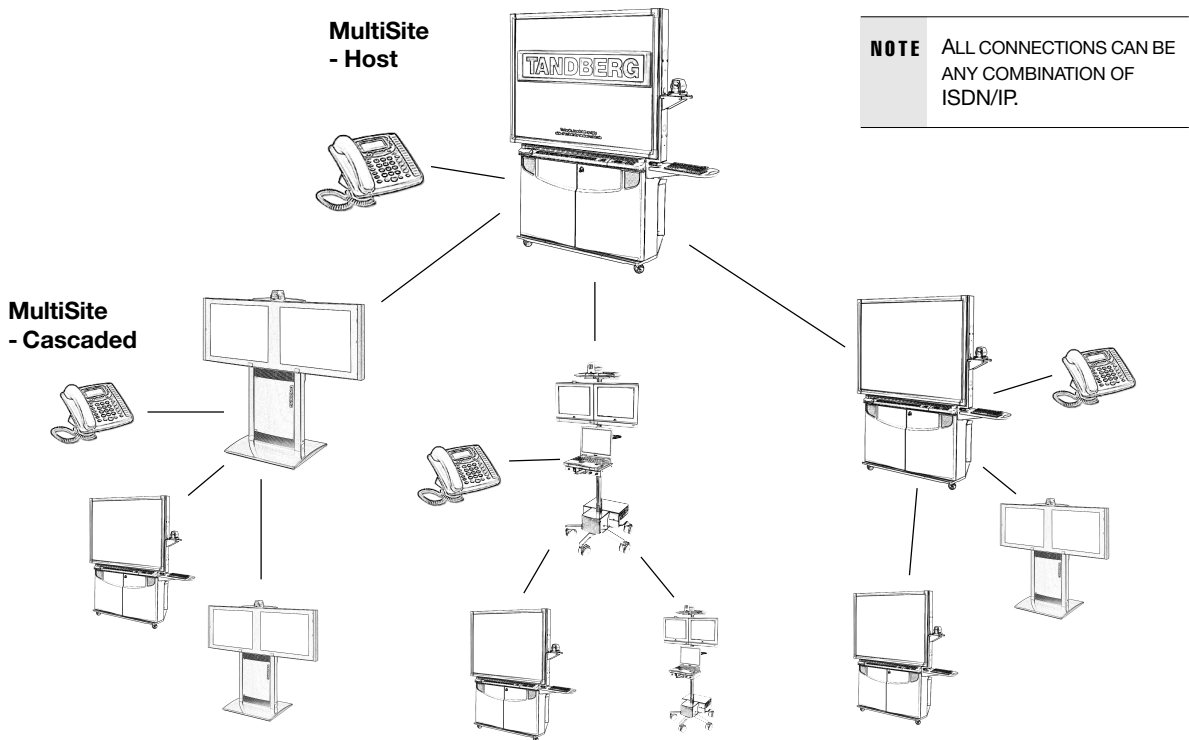 MultiSite
- Host
TANDBERG
NOTE
ALL CONNECTIONS CAN BE
ANY COMBINATION OF
ISDN/IP.
MultiSite
- Cascaded